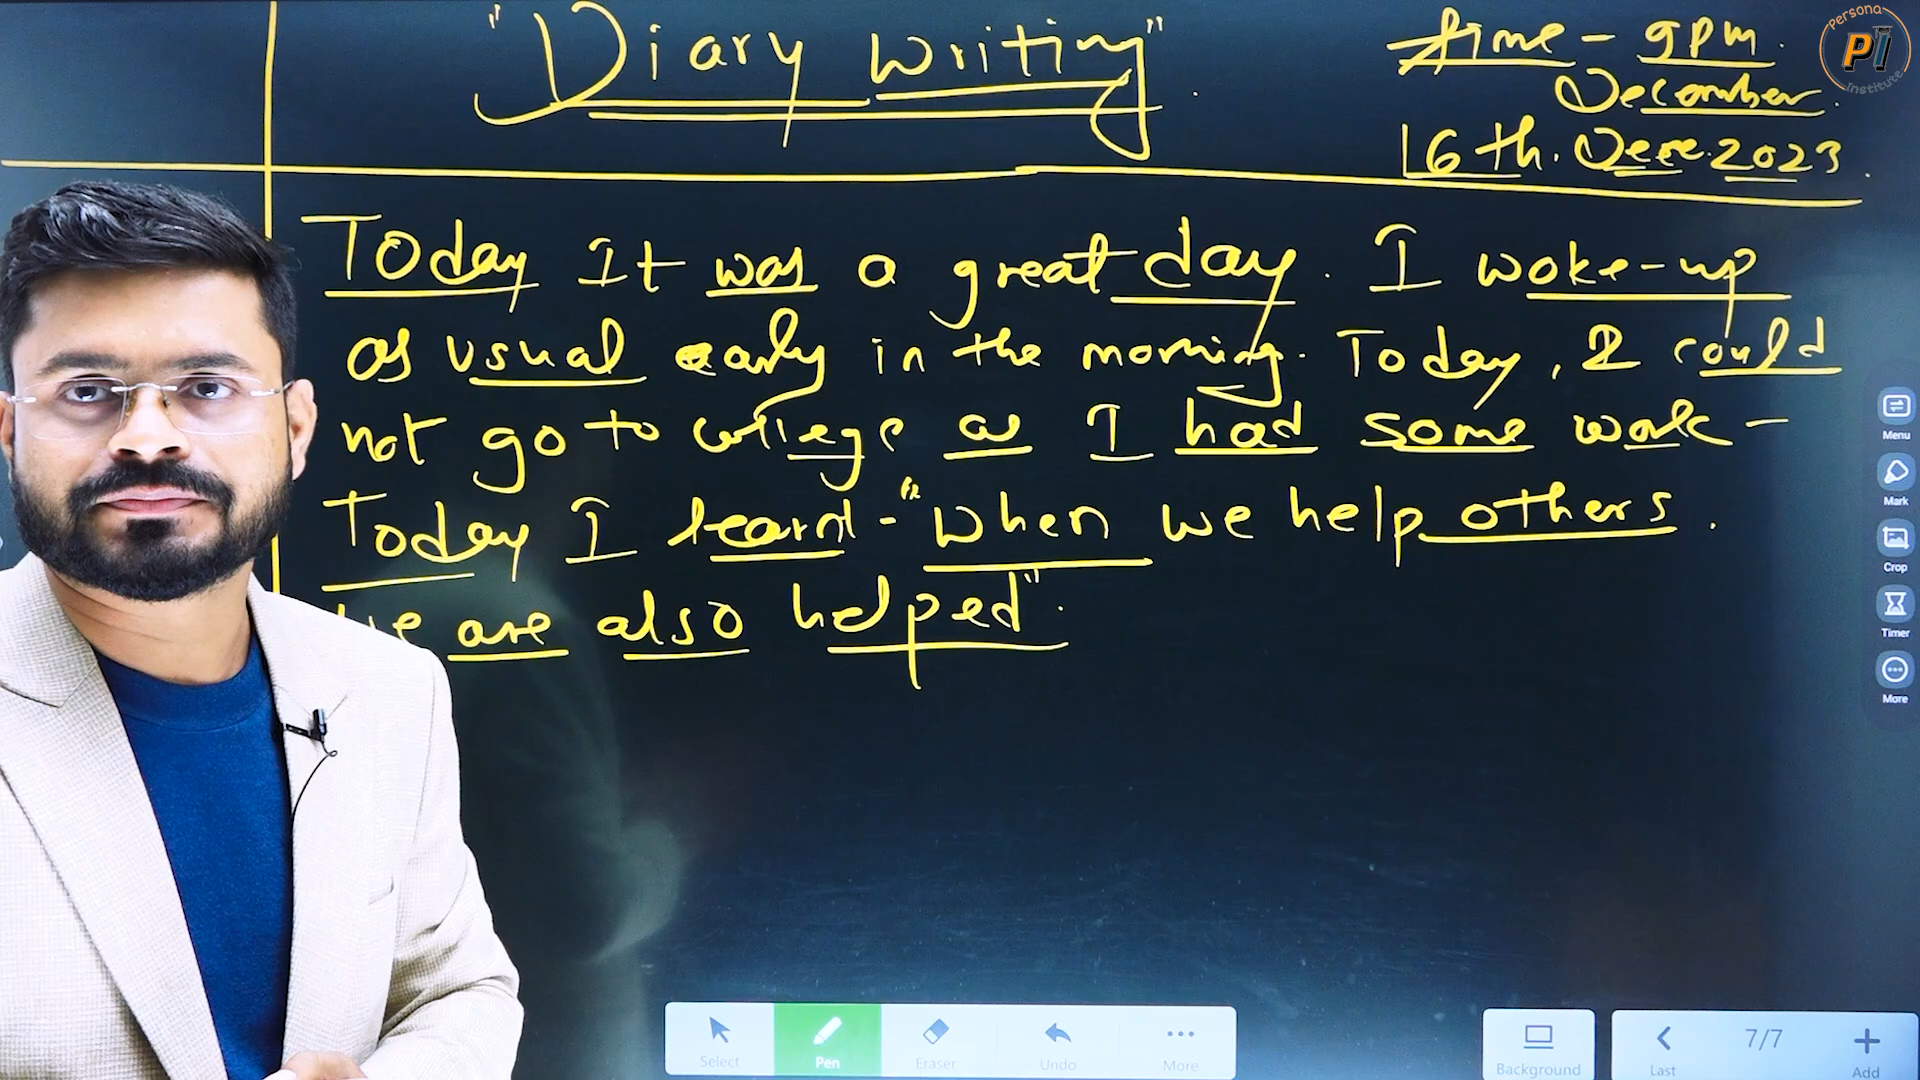 "Diary writing"
Time - 9pm.
December.
16th. Dece. 2023.
Persona
PI
Institute
Today It was a great day. I woke-up
as usual early in the morning. Today, I could
not go to college as I had some work -
Today I learnt - "When we help others.
we are also helped".
Menu
Mark
Crop
Timer
More
Select
Pen
Eraser
Undo
More
Background
7/7
Last
Add